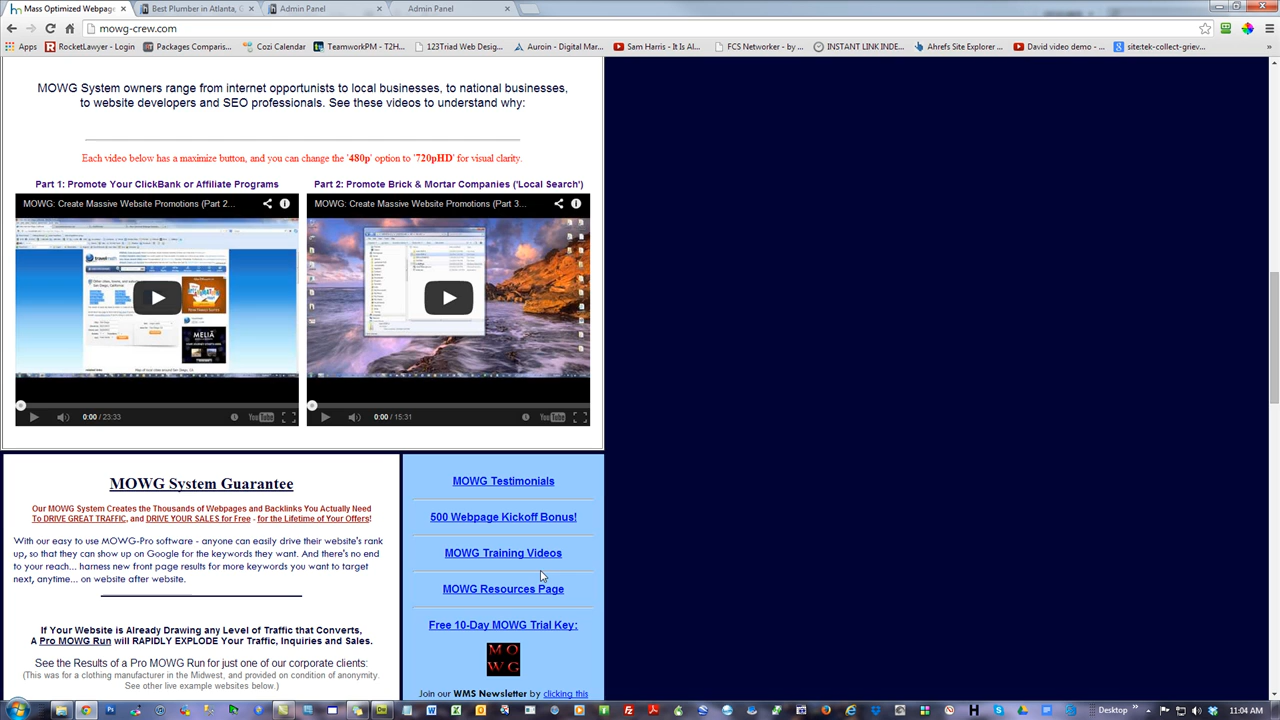 Mass Optimized Webpage
Best Plumber in Atlanta, G
Admin Panel
Admin Panel
mowg-crew.com
Apps
RocketLawyer - Login
Packages Comparis...
Cozi Calendar
TeamworkPM - T2H...
123Triad Web Desig...
Auroin - Digital Mar...
Sam Harris - It Is Al...
FCS Networker - by ...
INSTANT LINK INDE...
Ahrefs Site Explorer ...
David video demo - ...
site:tek-collect-griev...
»
MOWG System owners range from internet opportunists to local businesses, to national businesses,
to website developers and SEO professionals. See these videos to understand why:
Each video below has a maximize button, and you can change the '480p' option to '720pHD' for visual clarity.
Part 1: Promote Your ClickBank or Affiliate Programs
Part 2: Promote Brick & Mortar Companies ('Local Search')
MOWG: Create Massive Website Promotions (Part 2...
MOWG: Create Massive Website Promotions (Part 3...
0:00 / 23:33
YouTube
0:00 / 15:31
YouTube
MOWG System Guarantee
Our MOWG System Creates the Thousands of Webpages and Backlinks You Actually Need
To DRIVE GREAT TRAFFIC, and DRIVE YOUR SALES for Free - for the Lifetime of Your Offers!
With our easy to use MOWG-Pro software - anyone can easily drive their website's rank
up, so that they can show up on Google for the keywords they want. And there's no end
to your reach... harness new front page results for more keywords you want to target
next, anytime... on website after website.
If Your Website is Already Drawing any Level of Traffic that Converts,
A Pro MOWG Run will RAPIDLY EXPLODE Your Traffic, Inquiries and Sales.
See the Results of a Pro MOWG Run for just one of our corporate clients:
(This was for a clothing manufacturer in the Midwest, and provided on condition of anonymity.
See other live example websites below.)
MOWG Testimonials
500 Webpage Kickoff Bonus!
MOWG Training Videos
MOWG Resources Page
Free 10-Day MOWG Trial Key:
M O
W G
Join our WMS Newsletter by clicking this
Desktop
»
11:04 AM